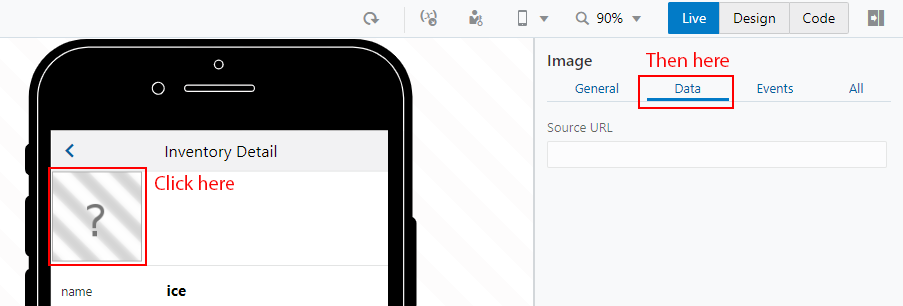 90% Live Design Code
Image Then here
General Data Events All
Source URL
Inventory Detail
Click here
?
name ice